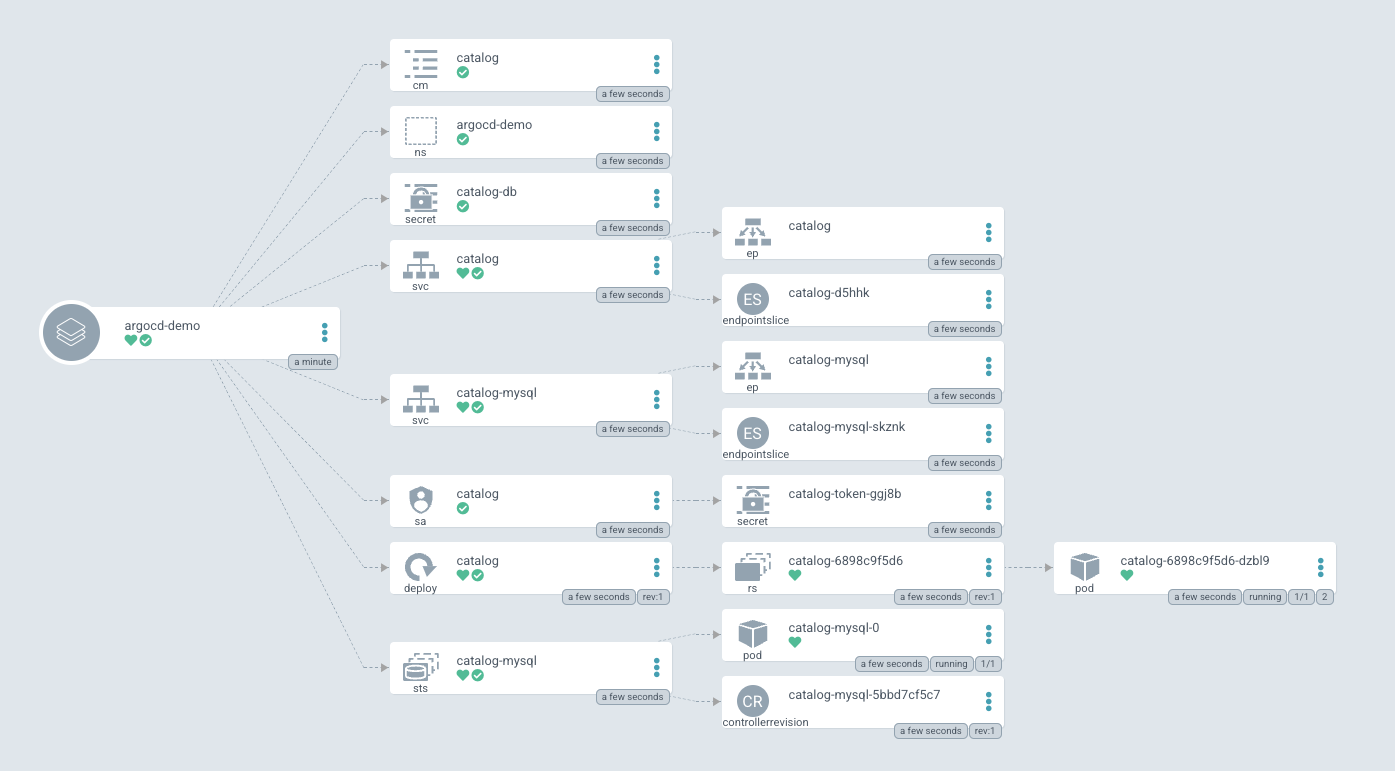 argocd-demo
a minute
catalog
cm
a few seconds
argocd-demo
ns
a few seconds
catalog-db
secret
a few seconds
catalog
svc
a few seconds
catalog-mysql
svc
a few seconds
catalog
sa
a few seconds
catalog
deploy
a few seconds rev:1
catalog-mysql
sts
a few seconds
catalog
ep
a few seconds
ES
catalog-d5hhk
endpointslice
a few seconds
catalog-mysql
ep
a few seconds
ES
catalog-mysql-skznk
endpointslice
a few seconds
catalog-token-ggj8b
secret
a few seconds
catalog-6898c9f5d6
rs
a few seconds rev:1
catalog-mysql-0
pod
a few seconds running 1/1
CR
catalog-mysql-5bbd7cf5c7
controllerrevision
a few seconds rev:1
catalog-6898c9f5d6-dzbl9
pod
a few seconds running 1/1 2